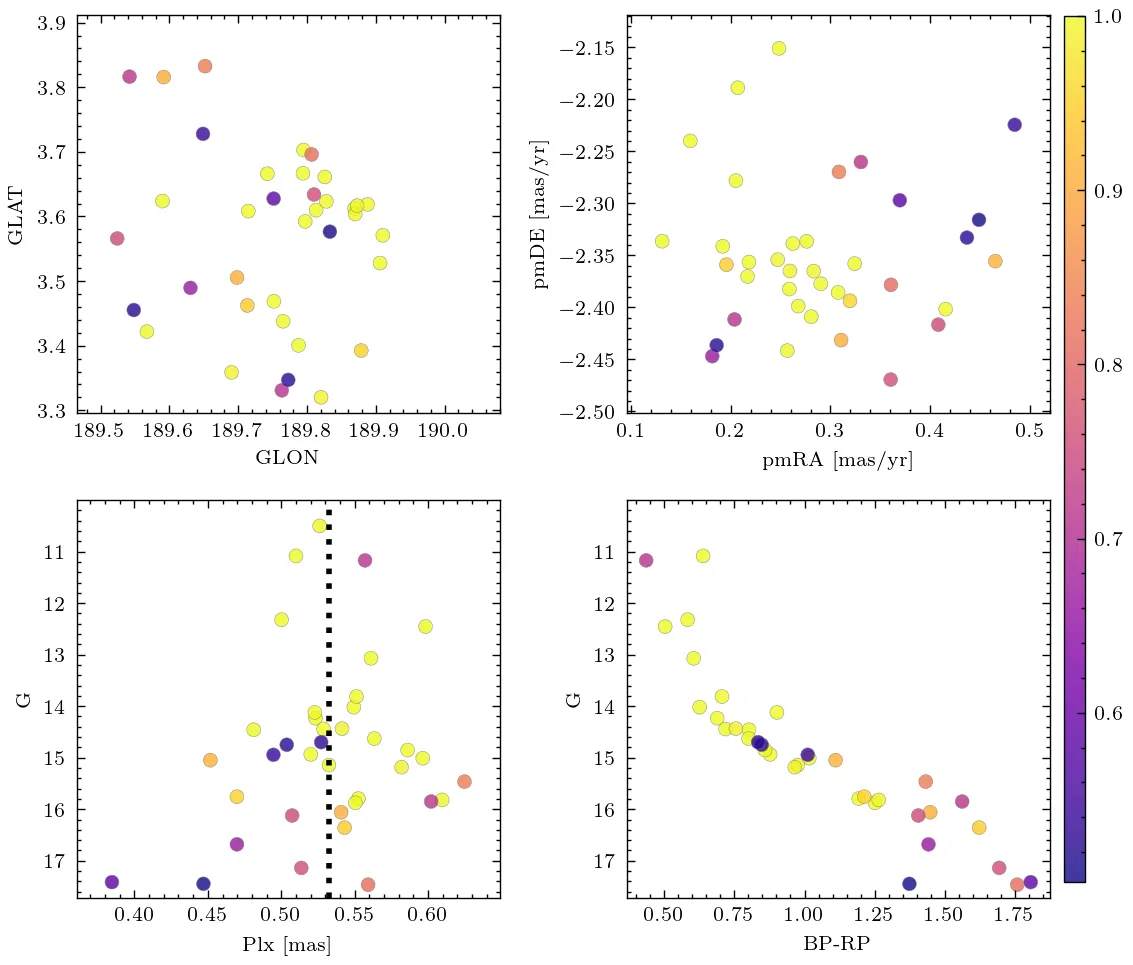 3.9
3.8
3.7
3.6
3.5
3.4
3.3
GLAT
189.5 189.6 189.7 189.8 189.9 190.0
GLON
−2.15
−2.20
−2.25
−2.30
−2.35
−2.40
−2.45
−2.50
pmDE [mas/yr]
0.1 0.2 0.3 0.4 0.5
pmRA [mas/yr]
1.0
0.9
0.8
0.7
0.6
11
12
13
14
15
16
17
G
0.40 0.45 0.50 0.55 0.60
Plx [mas]
11
12
13
14
15
16
17
G
0.50 0.75 1.00 1.25 1.50 1.75
BP-RP